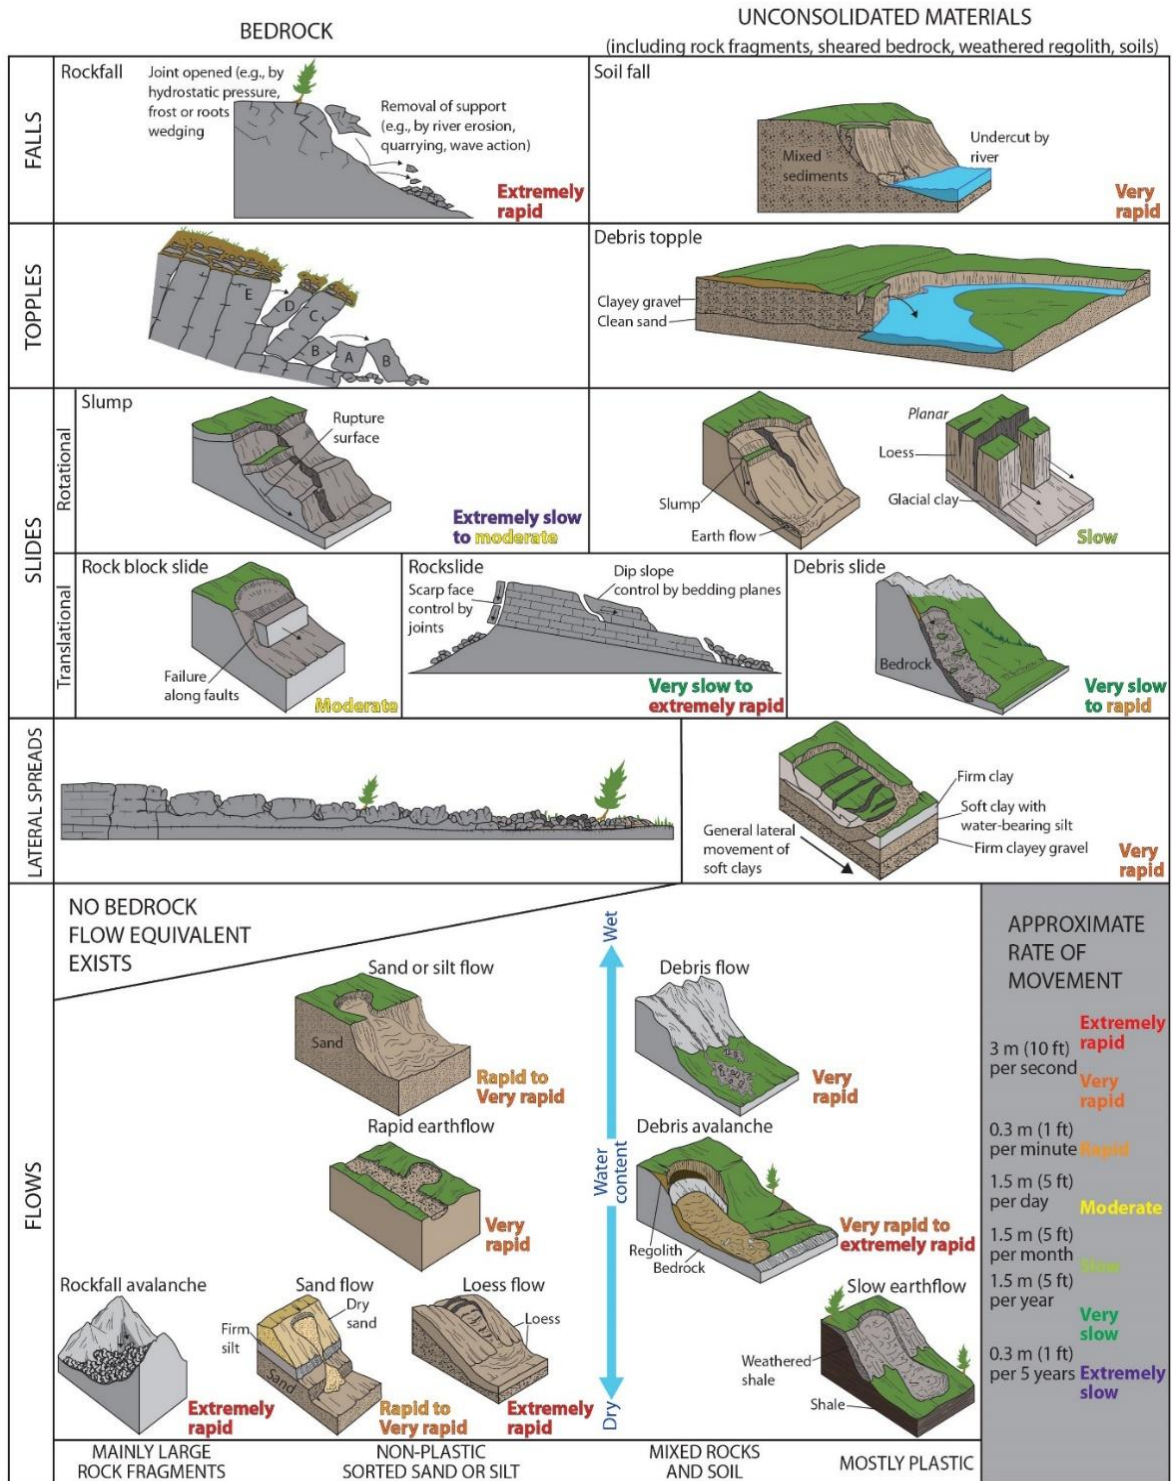 BEDROCK
UNCONSOLIDATED MATERIALS
(including rock fragments, sheared bedrock, weathered regolith, soils)
FALLS
Rockfall
Joint opened (e.g., by
hydrostatic pressure,
frost or roots
wedging
Removal of support
(e.g., by river erosion,
quarrying, wave action)
Extremely
rapid
Soil fall
Mixed
sediments
Undercut by
river
Very
rapid
TOPPLES
E
D
C
B
A
B
Debris topple
Clayey gravel
Clean sand
SLIDES
Rotational
Slump
Rupture
surface
Extremely slow
to moderate
Slump
Earth flow
Planar
Loess
Glacial clay
Slow
Translational
Rock block slide
Failure
along faults
Moderate
Rockslide
Scarp face
control by
joints
Dip slope
control by bedding planes
Very slow to
extremely rapid
Debris slide
Bedrock
Very slow
to rapid
LATERAL SPREADS
General lateral
movement of
soft clays
Firm clay
Soft clay with
water-bearing silt
Firm clayey gravel
Very
rapid
FLOWS
NO BEDROCK
FLOW EQUIVALENT
EXISTS
Sand or silt flow
Sand
Rapid to
Very rapid
Wet
Water
content
Dry
Debris flow
Very
rapid
Rapid earthflow
Very
rapid
Debris avalanche
Regolith
Bedrock
Very rapid to
extremely rapid
Rockfall avalanche
Extremely
rapid
Sand flow
Dry
sand
Firm
silt
Sand
Rapid to
Very rapid
Loess flow
Loess
Extremely
rapid
Slow earthflow
Weathered
shale
Shale
APPROXIMATE
RATE OF
MOVEMENT
Extremely
rapid
3 m (10 ft)
per second
Very
rapid
0.3 m (1 ft)
per minute
Rapid
1.5 m (5 ft)
per day
Moderate
1.5 m (5 ft)
per month
Slow
1.5 m (5 ft)
per year
Very
slow
0.3 m (1 ft)
per 5 years
Extremely
slow
MAINLY LARGE
ROCK FRAGMENTS
NON-PLASTIC
SORTED SAND OR SILT
MIXED ROCKS
AND SOIL
MOSTLY PLASTIC